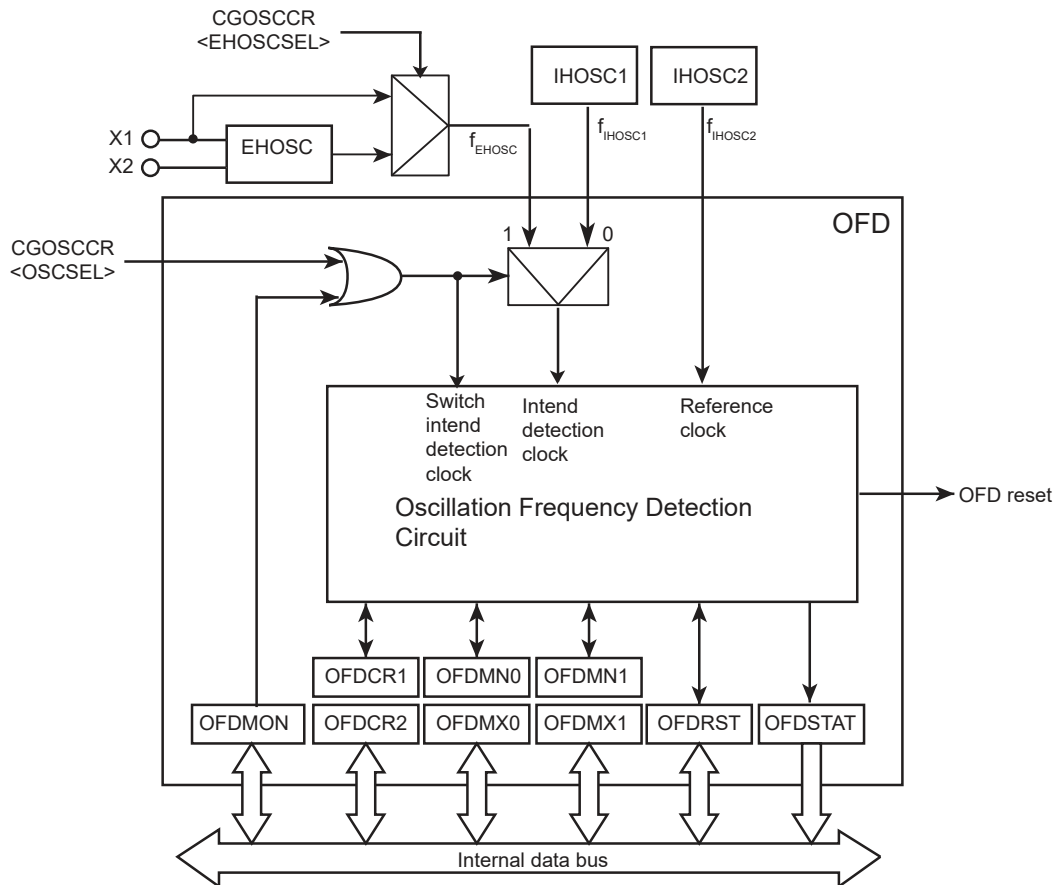 CGOSCCR
<EHOSCSEL>
IHOSC1
IHOSC2
X1
X2
EHOSC
fEHOSC
fIHOSC1
fIHOSC2
OFD
CGOSCCR
<OSCSEL>
1
0
Switch
intend
detection
clock
Intend
detection
clock
Reference
clock
Oscillation Frequency Detection
Circuit
OFD reset
OFDCR1
OFDMN0
OFDMN1
OFDMON
OFDCR2
OFDMX0
OFDMX1
OFDRST
OFDSTAT
Internal data bus